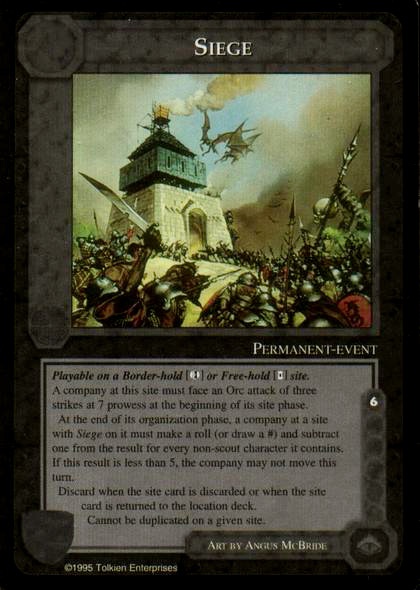 SIEGE
PERMANENT-EVENT
Playable on a Border-hold [] or Free-hold [] site.
A company at this site must face an Orc attack of three
strikes at 7 prowess at the beginning of its site phase.
At the end of its organization phase, a company at a site
with Siege on it must make a roll (or draw a #) and subtract
one from the result for every non-scout character it contains.
If this result is less than 5, the company may not move this
turn.
Discard when the site card is discarded or when the site
card is returned to the location deck.
Cannot be duplicated on a given site.
6
ART BY ANGUS MCBRIDE
©1995 Tolkien Enterprises